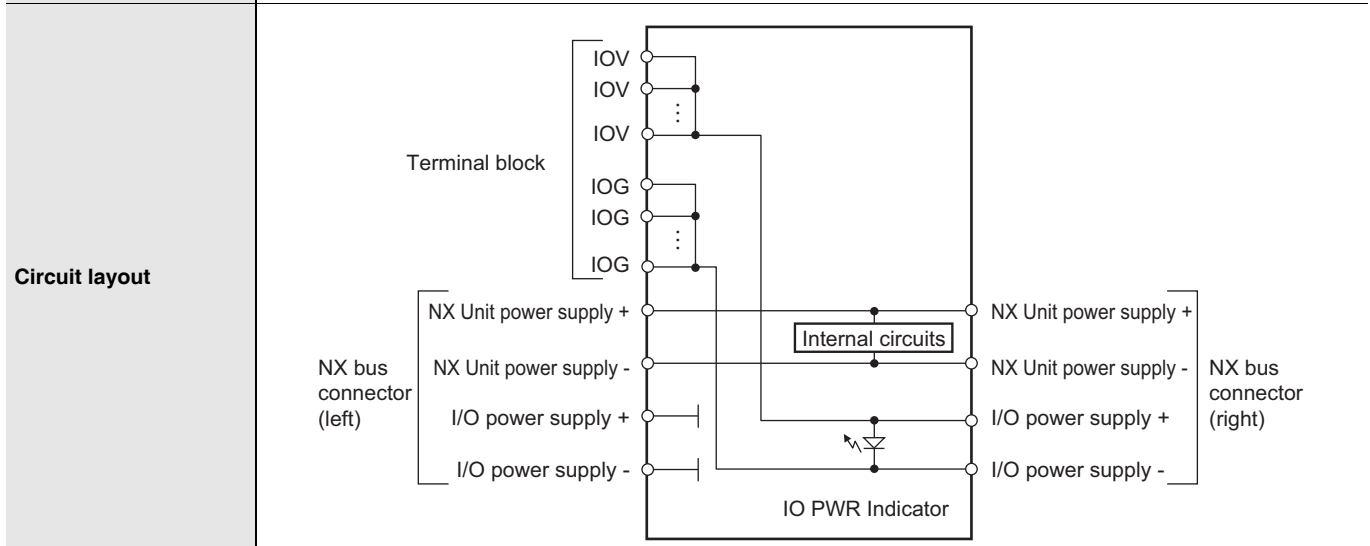 Circuit layout
Terminal block
IOV
IOV
⋮
IOV
IOG
IOG
⋮
IOG
NX bus
connector
(left)
NX Unit power supply +
NX Unit power supply -
I/O power supply +
I/O power supply -
Internal circuits
IO PWR Indicator
NX Unit power supply +
NX Unit power supply -
I/O power supply +
I/O power supply -
NX bus
connector
(right)